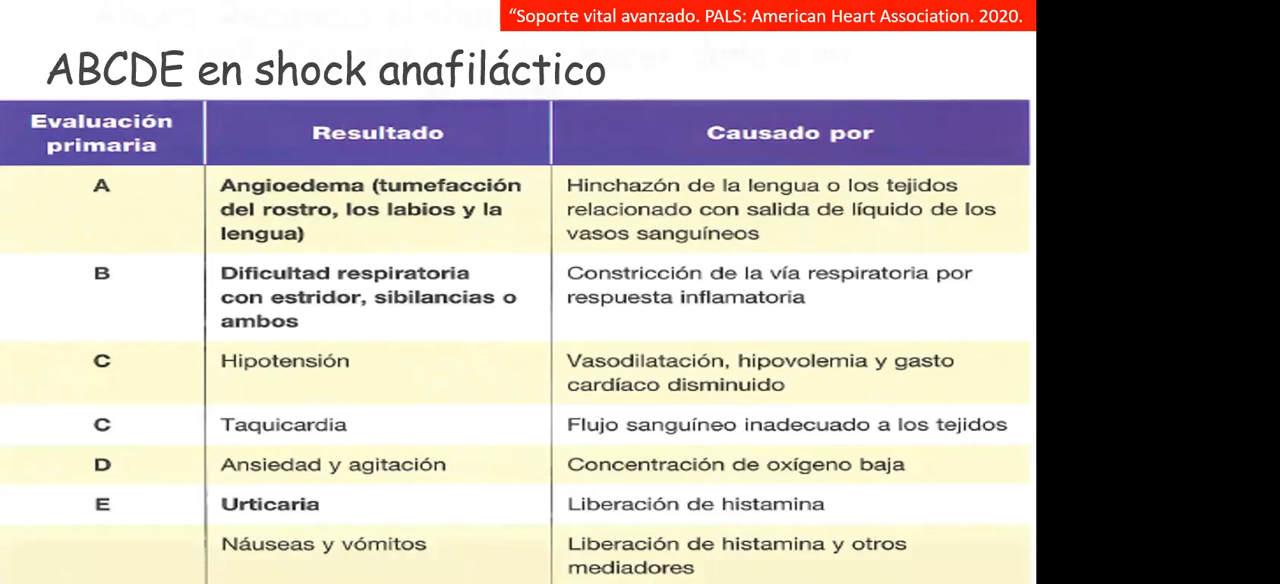 “Soporte vital avanzado. PALS: American Heart Association. 2020.
ABCDE en shock anafiláctico
Evaluación primaria Resultado Causado por
A Angioedema (tumefacción Hinchazón de la lengua o los tejidos
del rostro, los labios y la relacionado con salida de líquido de los
lengua) vasos sanguíneos
B Dificultad respiratoria Constricción de la vía respiratoria por
con estridor, sibilancias o respuesta inflamatoria
ambos
C Hipotensión Vasodilatación, hipovolemia y gasto
cardíaco disminuido
C Taquicardia Flujo sanguíneo inadecuado a los tejidos
D Ansiedad y agitación Concentración de oxígeno baja
E Urticaria Liberación de histamina
Náuseas y vómitos Liberación de histamina y otros
mediadores